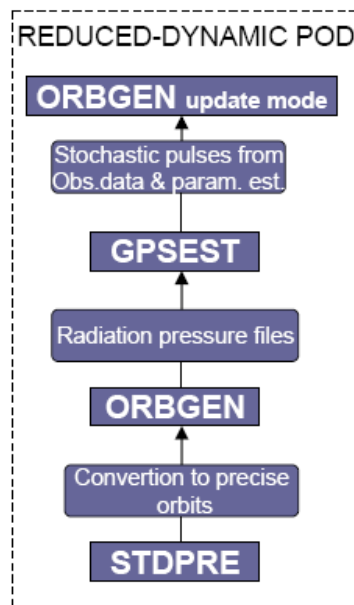 REDUCED-DYNAMIC POD
ORBGEN update mode
Stochastic pulses from
Obs.data & param. est.
GPSEST
Radiation pressure files
ORBGEN
Convertion to precise
orbits
STDPRE